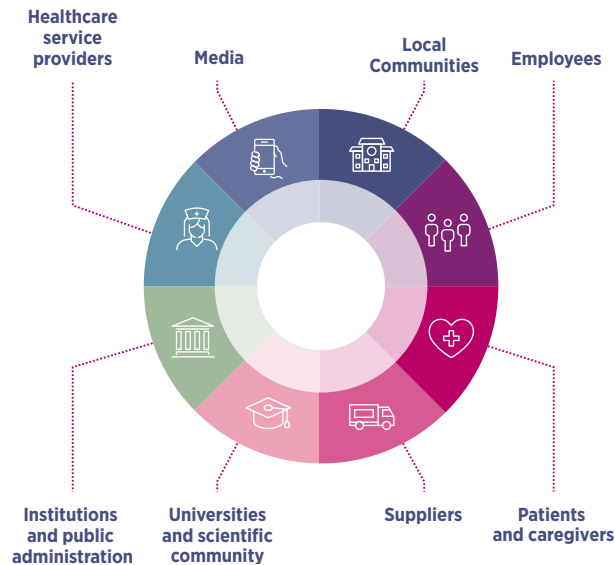 Healthcare
service
providers
Media
Local
Communities
Employees
Institutions
and public
administration
Universities
and scientific
community
Suppliers
Patients
and caregivers